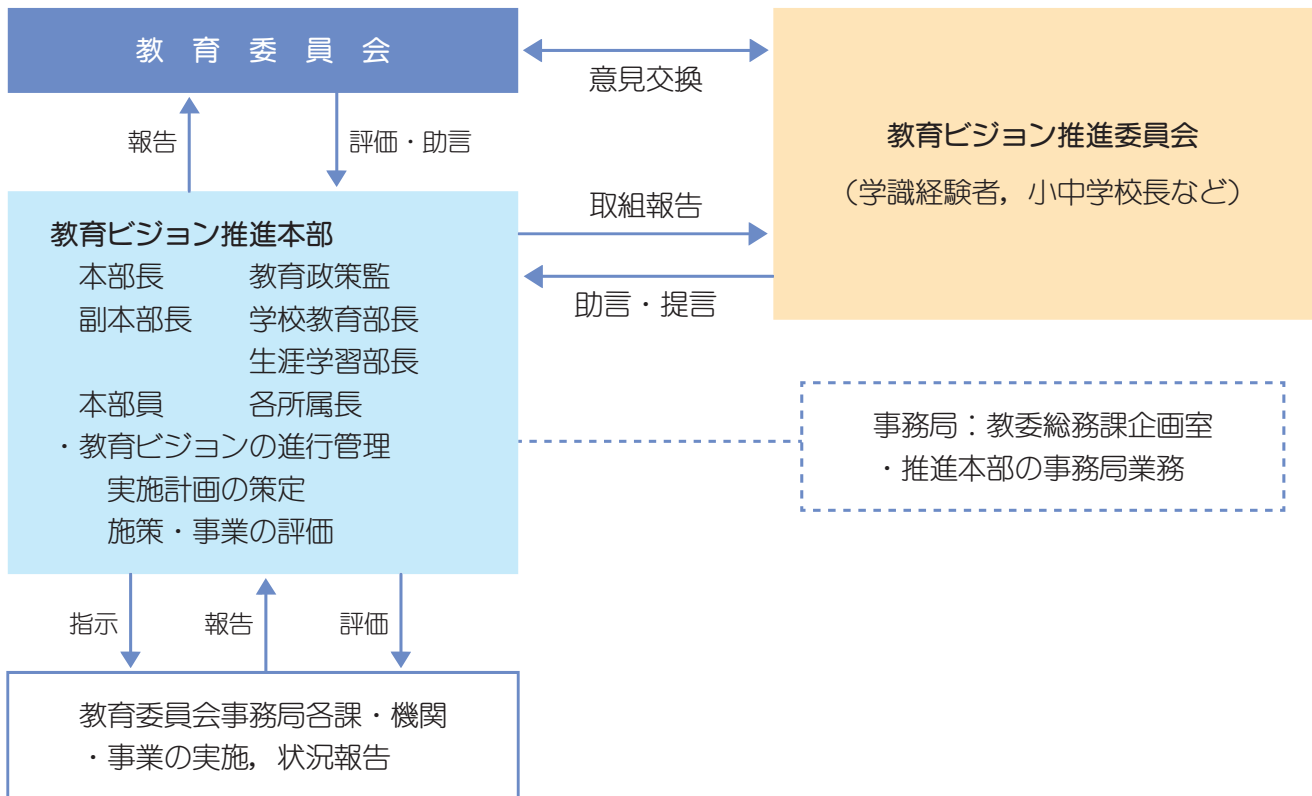 教育委員会
意見交換
報告
評価・助言
教育ビジョン推進委員会
（学識経験者，小中学校長など）
取組報告
助言・提言
教育ビジョン推進本部
本部長　教育政策監
副本部長　学校教育部長
生涯学習部長
本部員　各所属長
・教育ビジョンの進行管理
実施計画の策定
施策・事業の評価
事務局：教委総務課企画室
・推進本部の事務局業務
指示
報告
評価
教育委員会事務局各課・機関
・事業の実施，状況報告